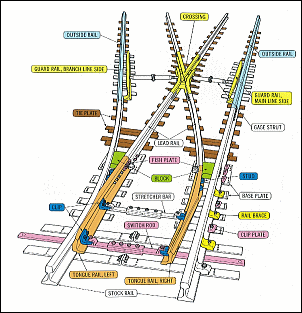 CROSSING
OUTSIDE RAIL
OUTSIDE RAIL
GUARD RAIL, BRANCH LINE SIDE
GUARD RAIL,
MAIN LINE SIDE
TIE PLATE
GAGE STRUT
LEAD RAIL
FISH PLATE
BLOCK
STUD
STRETCHER BAR
BASE PLATE
CLIP
SWITCH ROD
RAIL BRACE
CLIP PLATE
TONGUE RAIL, LEFT
TONGUE RAIL, RIGHT
STOCK RAIL